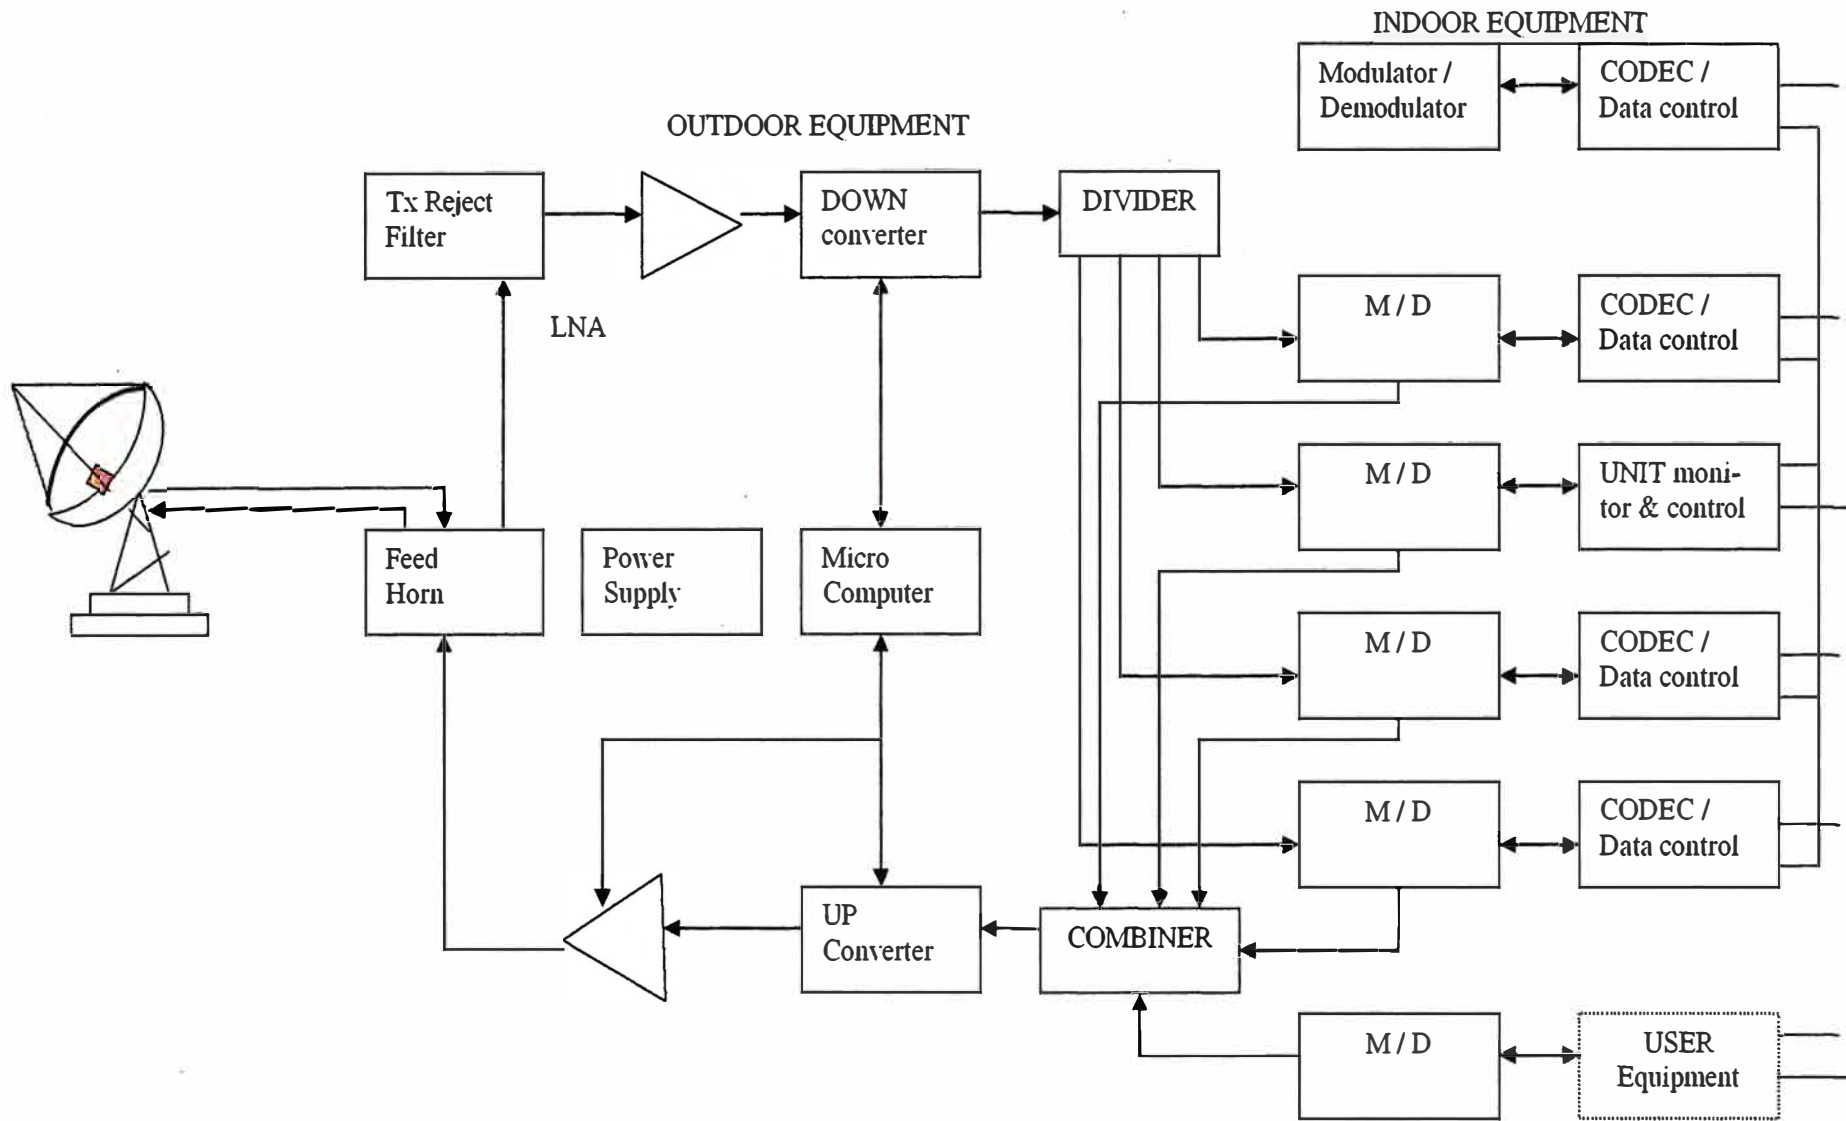 INDOOR EQUIPMENT
Modulator /
Demodulator
CODEC /
Data control
OUTDOOR EQUIPMENT
Tx Reject
Filter
DOWN
converter
DIVIDER
LNA
M / D
CODEC /
Data control
M / D
UNIT moni-
tor & control
Feed
Horn
Power
Supply
Micro
Computer
M / D
CODEC /
Data control
M / D
CODEC /
Data control
UP
Converter
COMBINER
M / D
USER
Equipment